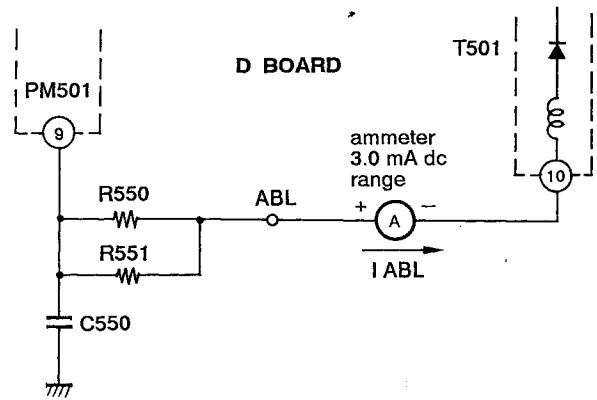 T501
D BOARD
PM501
9
ammeter
3.0 mA dc
range
10
R550
ABL
+
−
A
R551
I ABL
C550